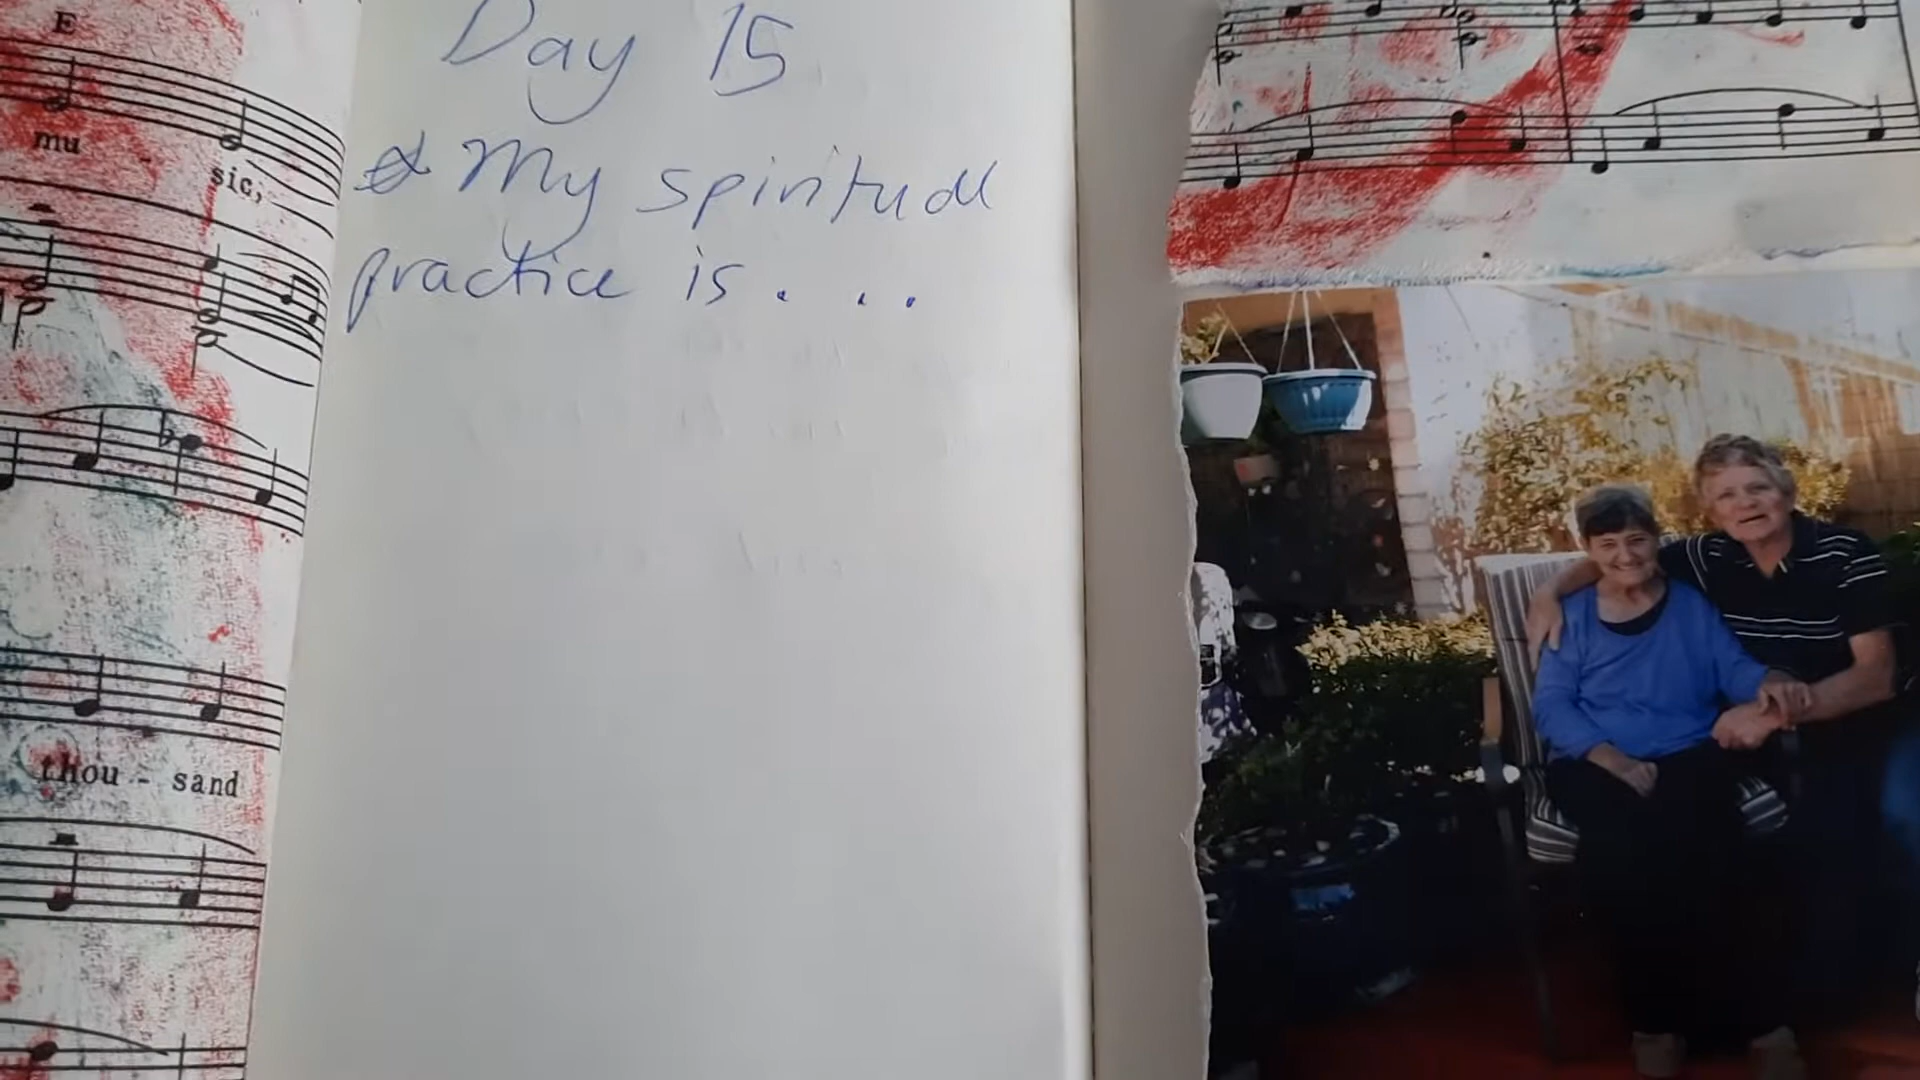 E
mu
sic,
thou - sand
Day 15
My spiritual
practice is...